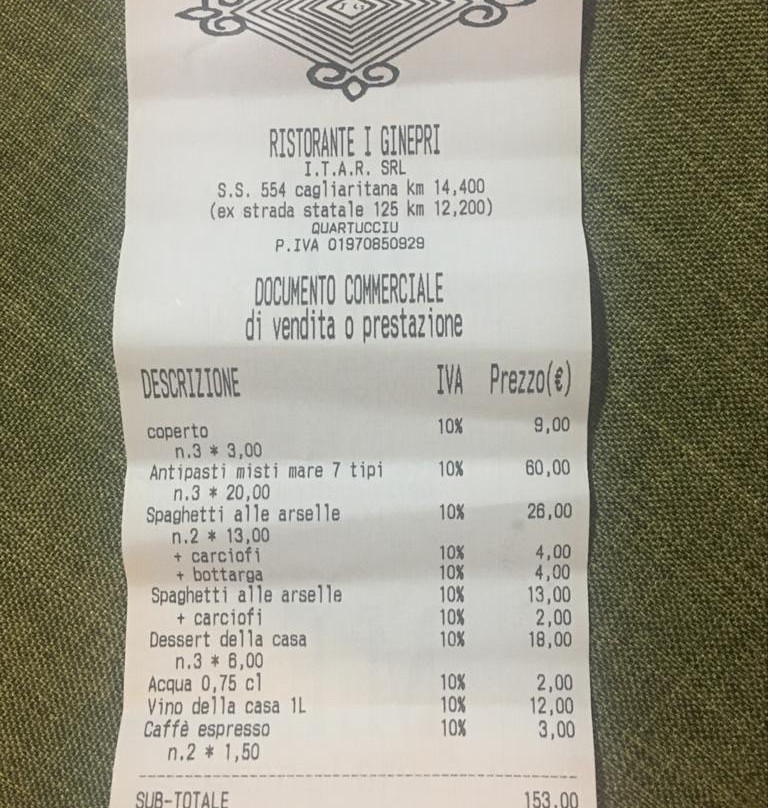 RISTORANTE I GINEPRI
I.T.A.R. SRL
S.S. 554 cagliaritana km 14,400
(ex strada statale 125 km 12,200)
QUARTUCCIU
P.IVA 01970850929
DOCUMENTO COMMERCIALE
di vendita o prestazione
DESCRIZIONE IVA Prezzo(€)
coperto 10% 9,00
n.3 * 3,00
Antipasti misti mare 7 tipi 10% 60,00
n.3 * 20,00
Spaghetti alle arselle 10% 26,00
n.2 * 13,00
+ carciofi 10% 4,00
+ bottarga 10% 4,00
Spaghetti alle arselle 10% 13,00
+ carciofi 10% 2,00
Dessert della casa 10% 18,00
n.3 * 6,00
Acqua 0,75 cl 10% 2,00
Vino della casa 1L 10% 12,00
Caffè espresso 10% 3,00
n.2 * 1,50
SUB-TOTALE 153,00